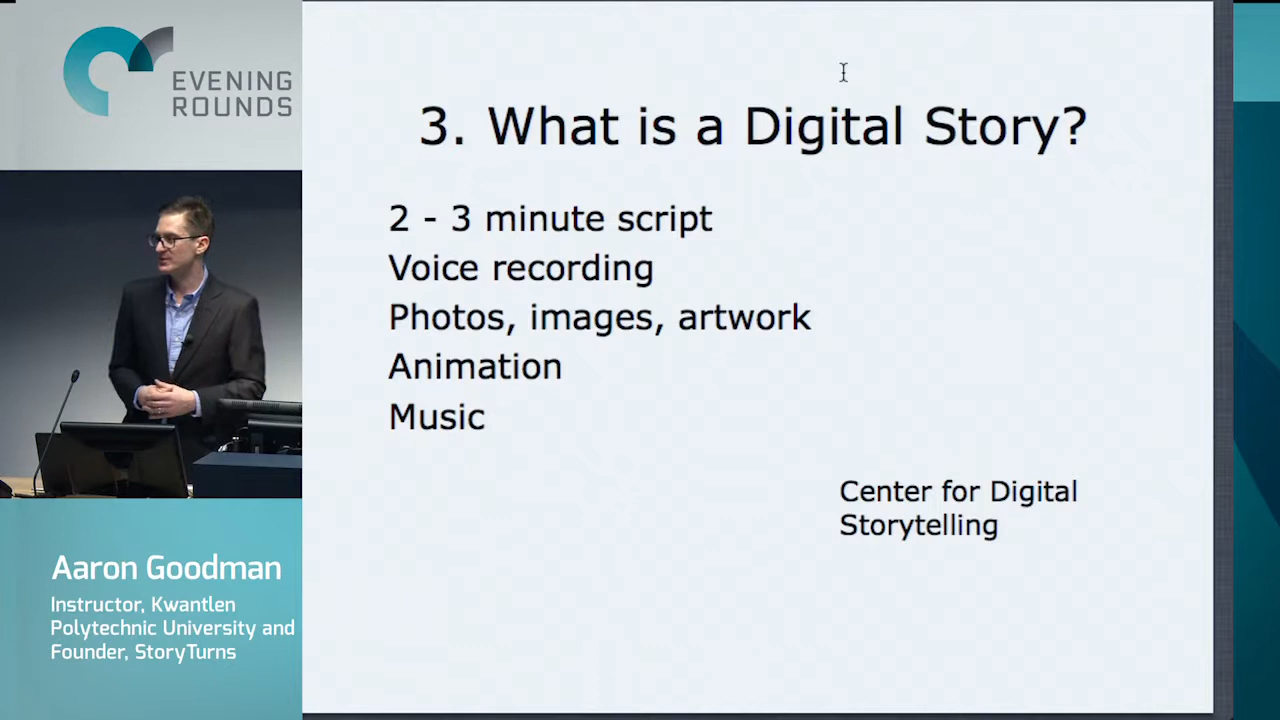 EVENING
ROUNDS
3. What is a Digital Story?
2 - 3 minute script
Voice recording
Photos, images, artwork
Animation
Music
Center for Digital
Storytelling
Aaron Goodman
Instructor, Kwantlen
Polytechnic University and
Founder, StoryTurns